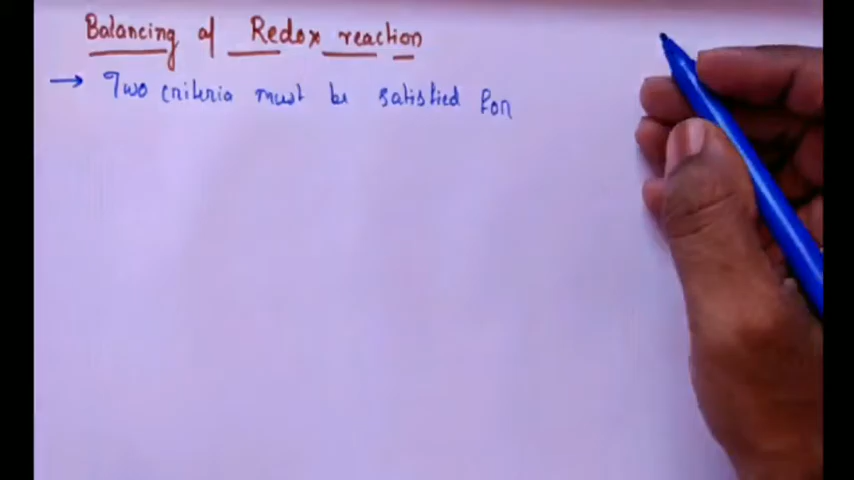 Balancing of Redox reaction
→ Two criteria must be satisfied for